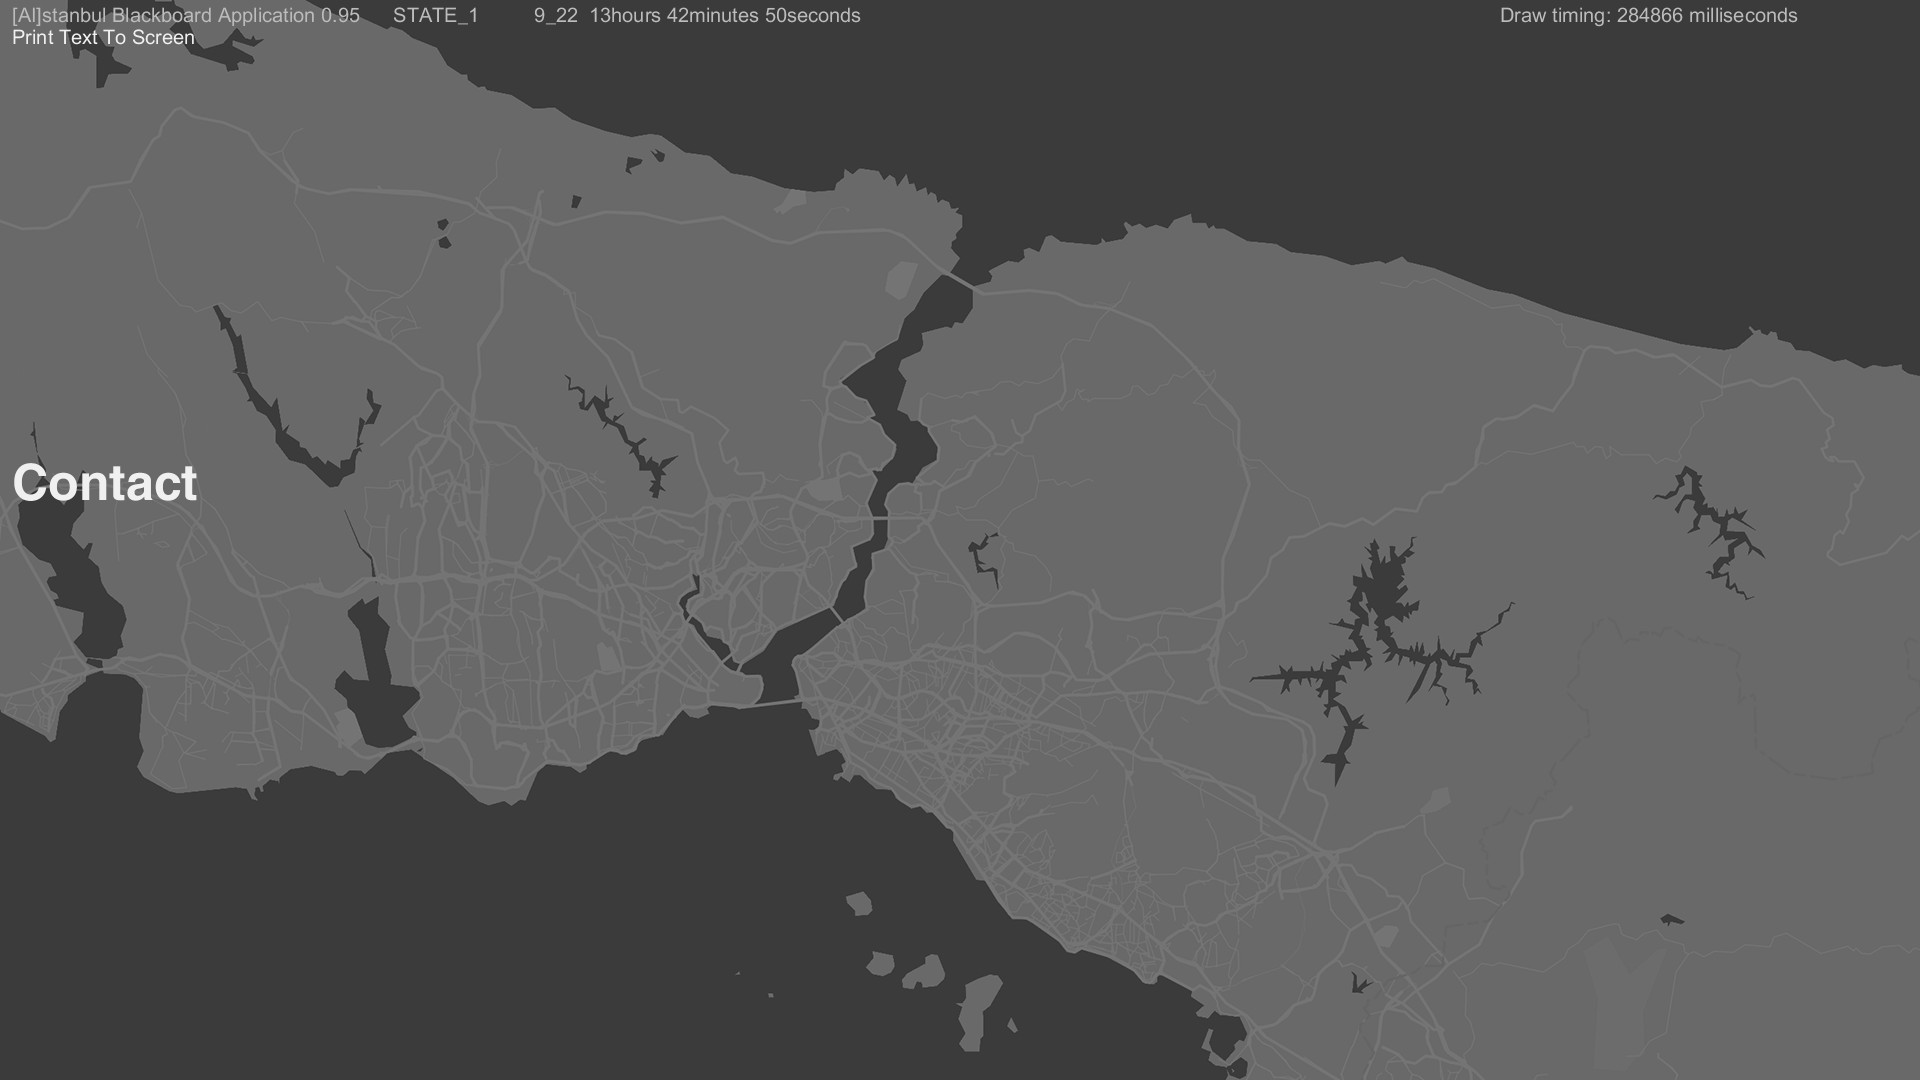 [AI]stanbul Blackboard Application 0.95 STATE_1 9_22 13hours 42minutes 50seconds Draw timing: 284866 milliseconds
Print Text To Screen
Contact